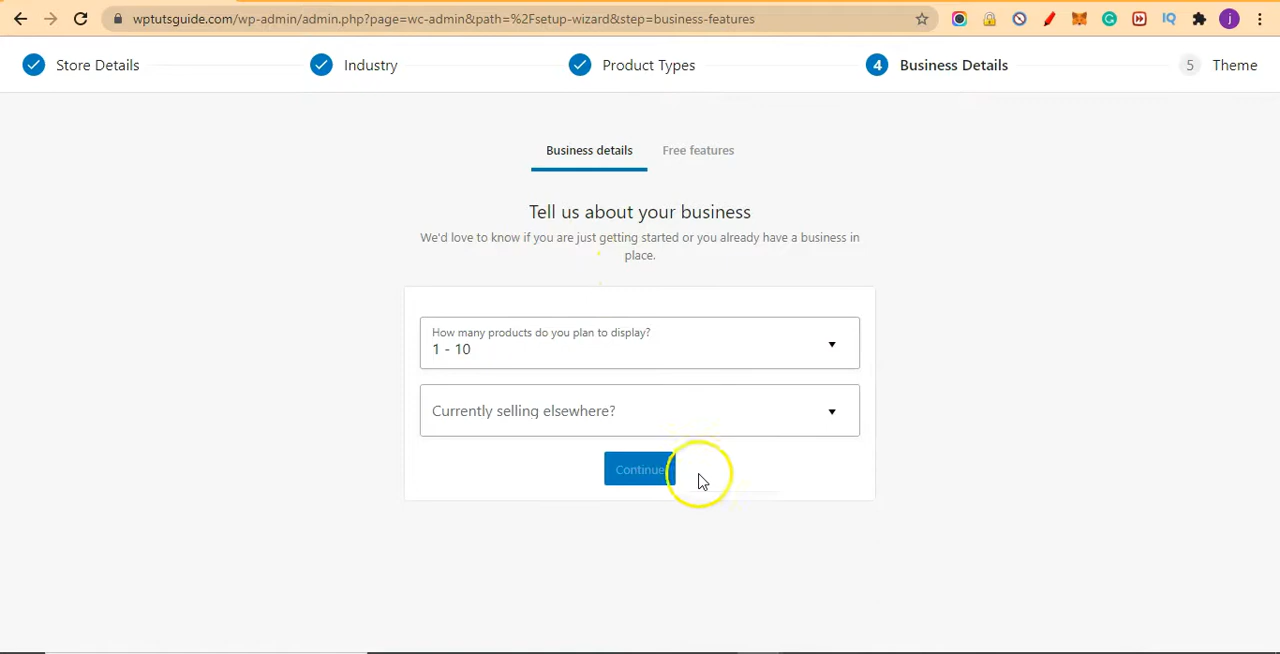 wptutsguide.com/wp-admin/admin.php?page=wc-admin&path=%2Fsetup-wizard&step=business-features
IQ
j
Store Details
Industry
Product Types
4 Business Details
5 Theme
Business details
Free features
Tell us about your business
We'd love to know if you are just getting started or you already have a business in
place.
How many products do you plan to display?
1 - 10
Currently selling elsewhere?
Continue